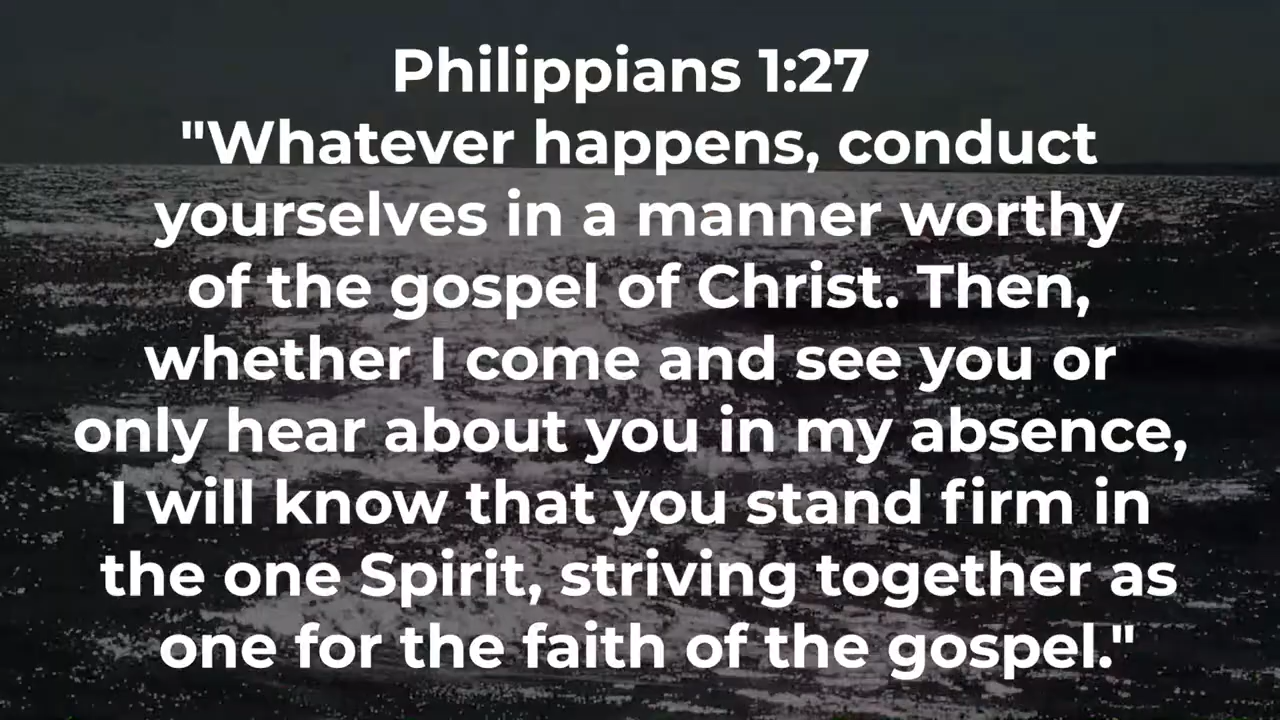 Philippians 1:27
"Whatever happens, conduct
yourselves in a manner worthy
of the gospel of Christ. Then,
whether I come and see you or
only hear about you in my absence,
I will know that you stand firm in
the one Spirit, striving together as
one for the faith of the gospel."